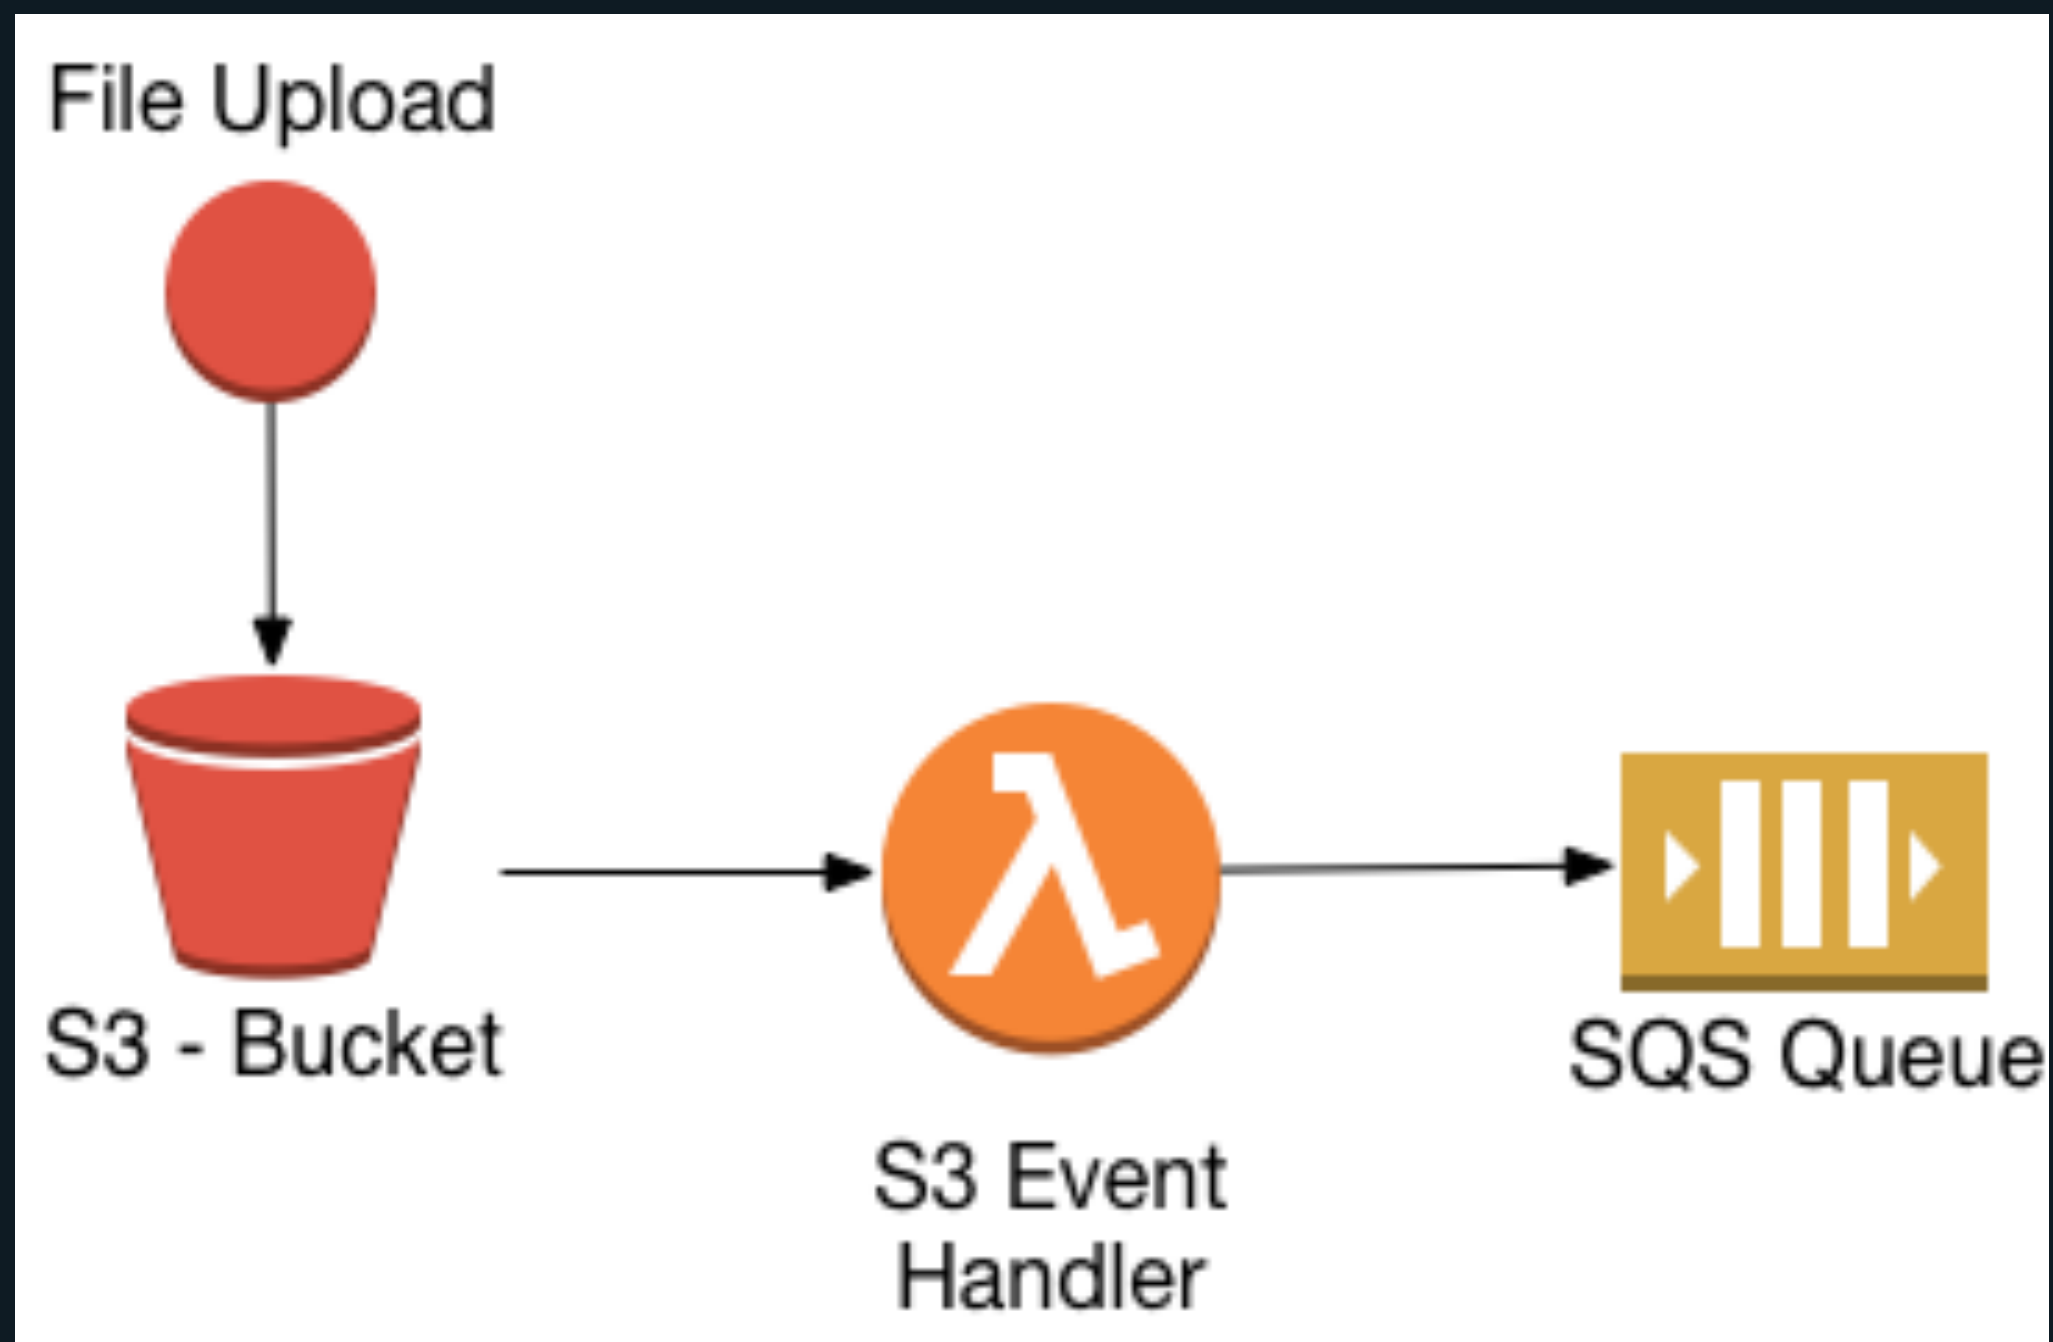 File Upload
S3 - Bucket
S3 Event
Handler
SQS Queue